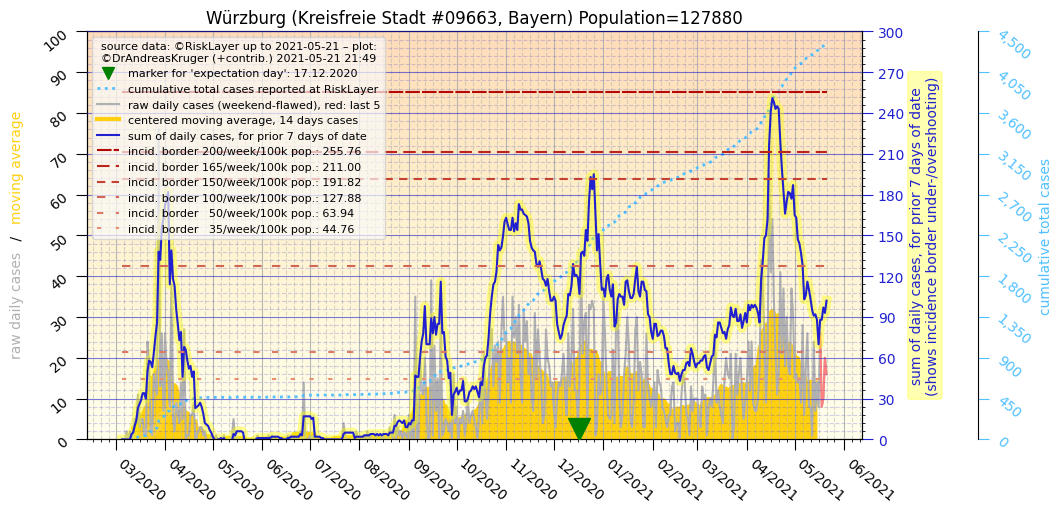 Würzburg (Kreisfreie Stadt #09663, Bayern) Population=127880
source data: ©RiskLayer up to 2021-05-21 – plot:
©DrAndreasKruger (+contrib.) 2021-05-21 21:49
marker for 'expectation day': 17.12.2020
cumulative total cases reported at RiskLayer
raw daily cases (weekend-flawed), red: last 5
centered moving average, 14 days cases
sum of daily cases, for prior 7 days of date
incid. border 200/week/100k pop.: 255.76
incid. border 165/week/100k pop.: 211.00
incid. border 150/week/100k pop.: 191.82
incid. border 100/week/100k pop.: 127.88
incid. border   50/week/100k pop.: 63.94
incid. border   35/week/100k pop.: 44.76
raw daily cases  /  moving average
100
90
80
70
60
50
40
30
20
10
0
03/2020
04/2020
05/2020
06/2020
07/2020
08/2020
09/2020
10/2020
11/2020
12/2020
01/2021
02/2021
03/2021
04/2021
05/2021
06/2021
300
270
240
210
180
150
120
90
60
30
0
sum of daily cases, for prior 7 days of date
(shows incidence border under-/overshooting)
4,500
4,050
3,600
3,150
2,700
2,250
1,800
1,350
900
450
0
cumulative total cases